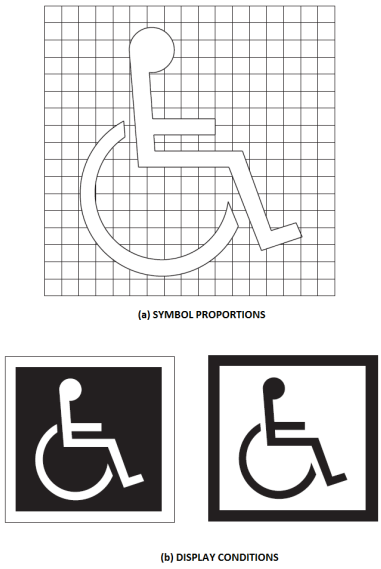 (a) SYMBOL PROPORTIONS
(b) DISPLAY CONDITIONS